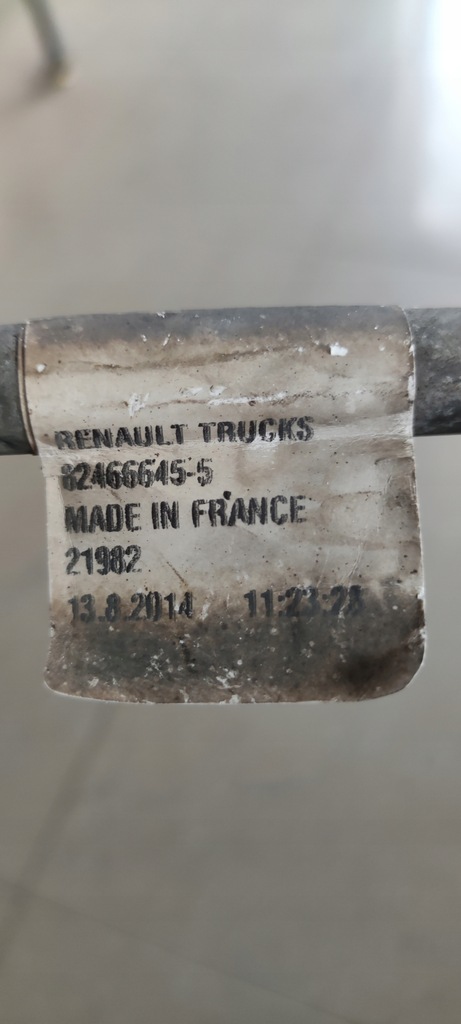 RENAULT TRUCKS
82466645-5
MADE IN FRANCE
21982
13.8.2014 11:23:28